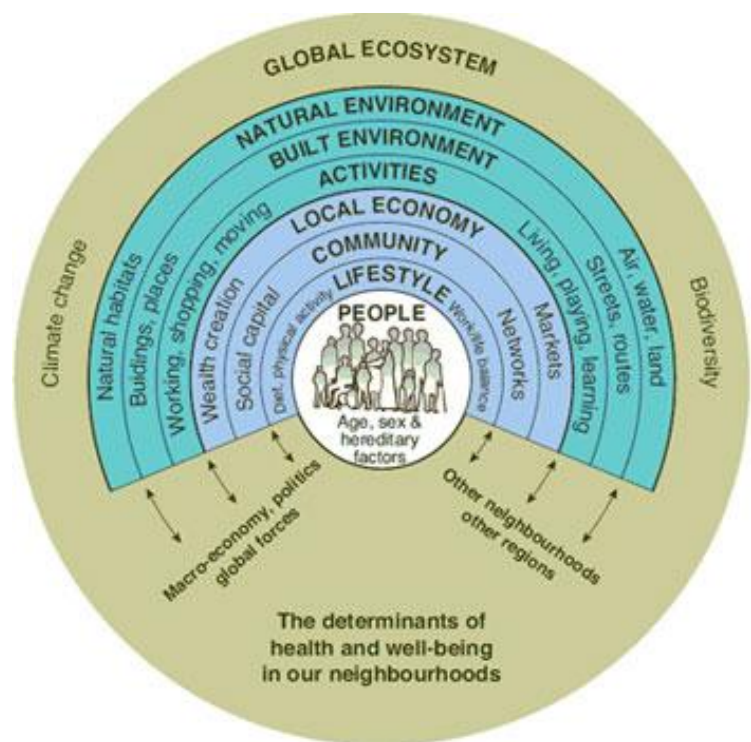 GLOBAL ECOSYSTEM
NATURAL ENVIRONMENT
BUILT ENVIRONMENT
ACTIVITIES
LOCAL ECONOMY
COMMUNITY
LIFESTYLE
PEOPLE
Age, sex &
hereditary
factors
Climate change
Natural habitats
Buidings, places
Working, shopping, moving
Wealth creation
Social capital
Diet, physical activity
Work/life balance
Networks
Markets
Living, playing, learning
Streets, routes
Air, water, land
Biodiversity
Macro-economy, politics
global forces
Other neighbourhoods
other regions
The determinants of
health and well-being
in our neighbourhoods